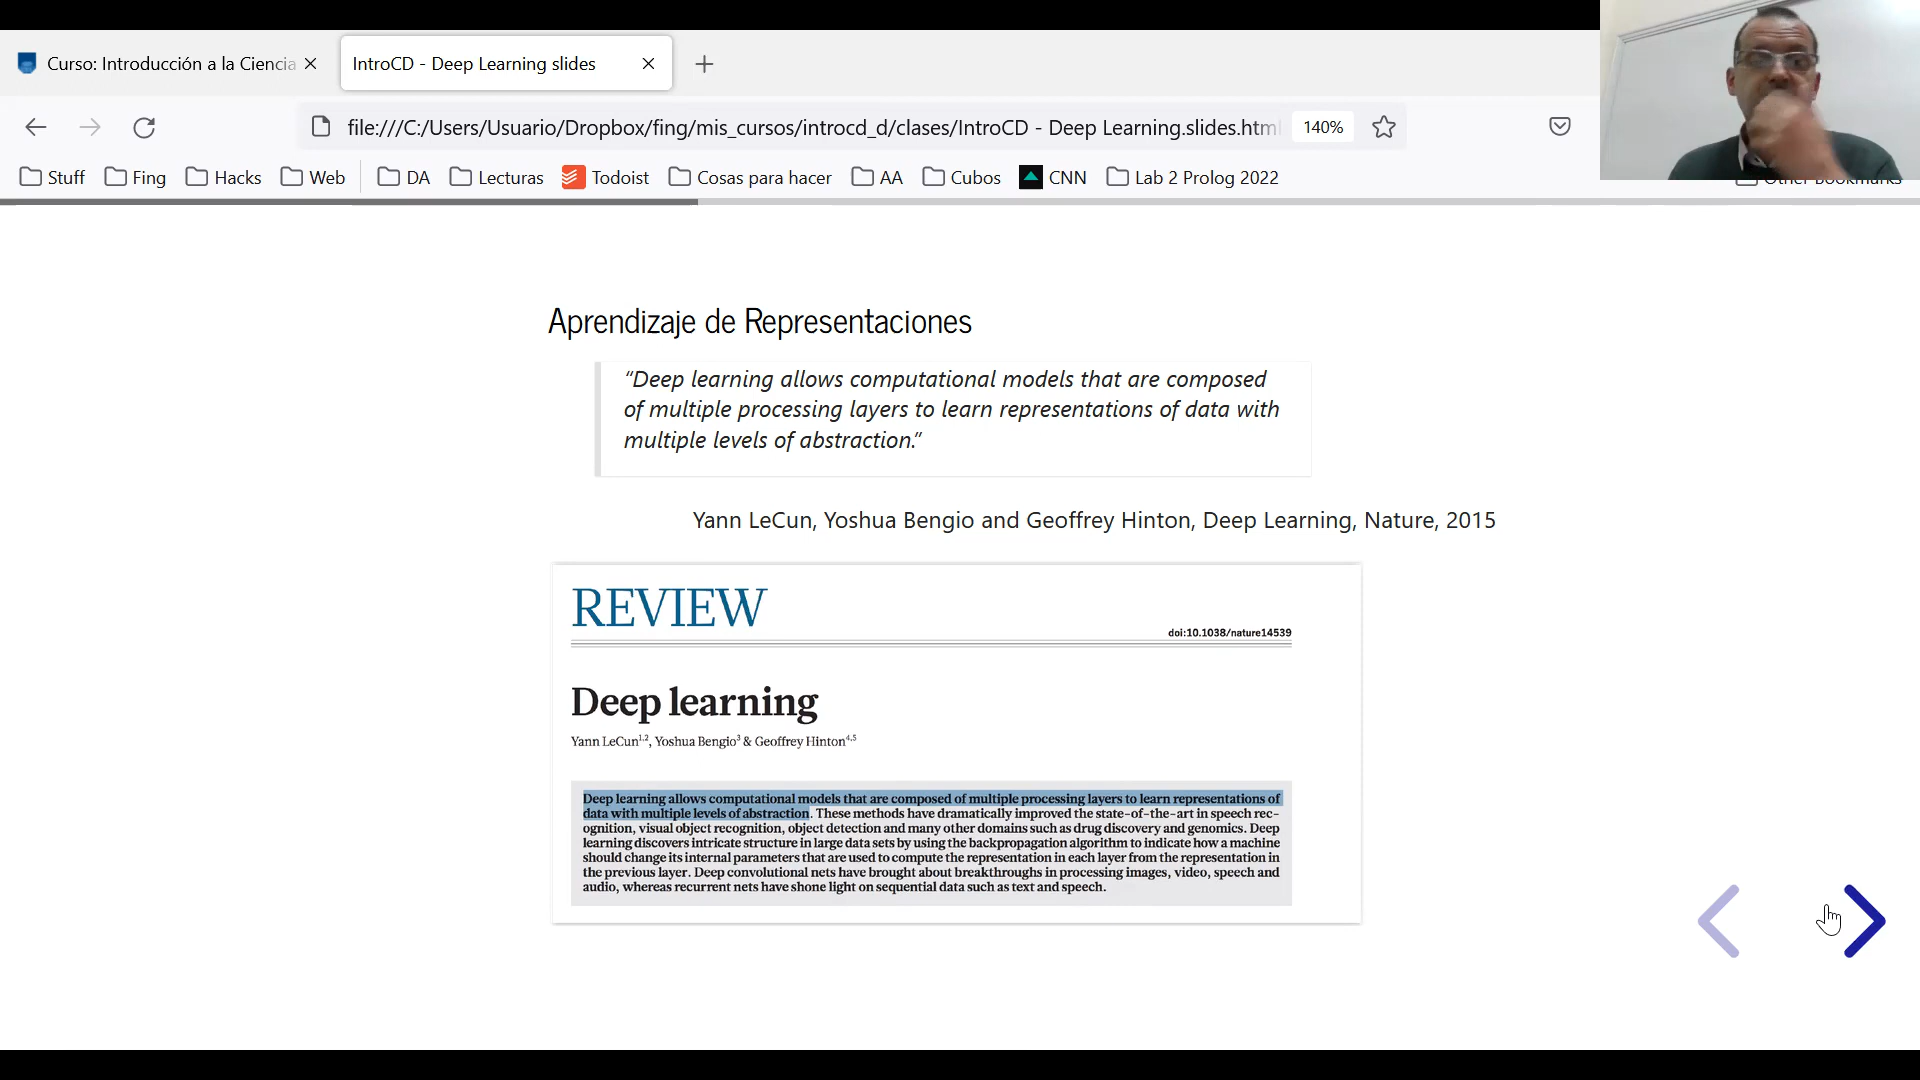 Curso: Introducción a la Ciencia
IntroCD - Deep Learning slides
file:///C:/Users/Usuario/Dropbox/fing/mis_cursos/introcd_d/clases/IntroCD - Deep Learning.slides.html
140%
Stuff
Fing
Hacks
Web
DA
Lecturas
Todoist
Cosas para hacer
AA
Cubos
CNN
Lab 2 Prolog 2022
Other bookmarks
Aprendizaje de Representaciones
“Deep learning allows computational models that are composed
of multiple processing layers to learn representations of data with
multiple levels of abstraction.”
Yann LeCun, Yoshua Bengio and Geoffrey Hinton, Deep Learning, Nature, 2015
REVIEW
doi:10.1038/nature14539
Deep learning
Yann LeCun1,2, Yoshua Bengio3 & Geoffrey Hinton4,5
Deep learning allows computational models that are composed of multiple processing layers to learn representations of
data with multiple levels of abstraction. These methods have dramatically improved the state-of-the-art in speech rec-
ognition, visual object recognition, object detection and many other domains such as drug discovery and genomics. Deep
learning discovers intricate structure in large data sets by using the backpropagation algorithm to indicate how a machine
should change its internal parameters that are used to compute the representation in each layer from the representation in
the previous layer. Deep convolutional nets have brought about breakthroughs in processing images, video, speech and
audio, whereas recurrent nets have shone light on sequential data such as text and speech.